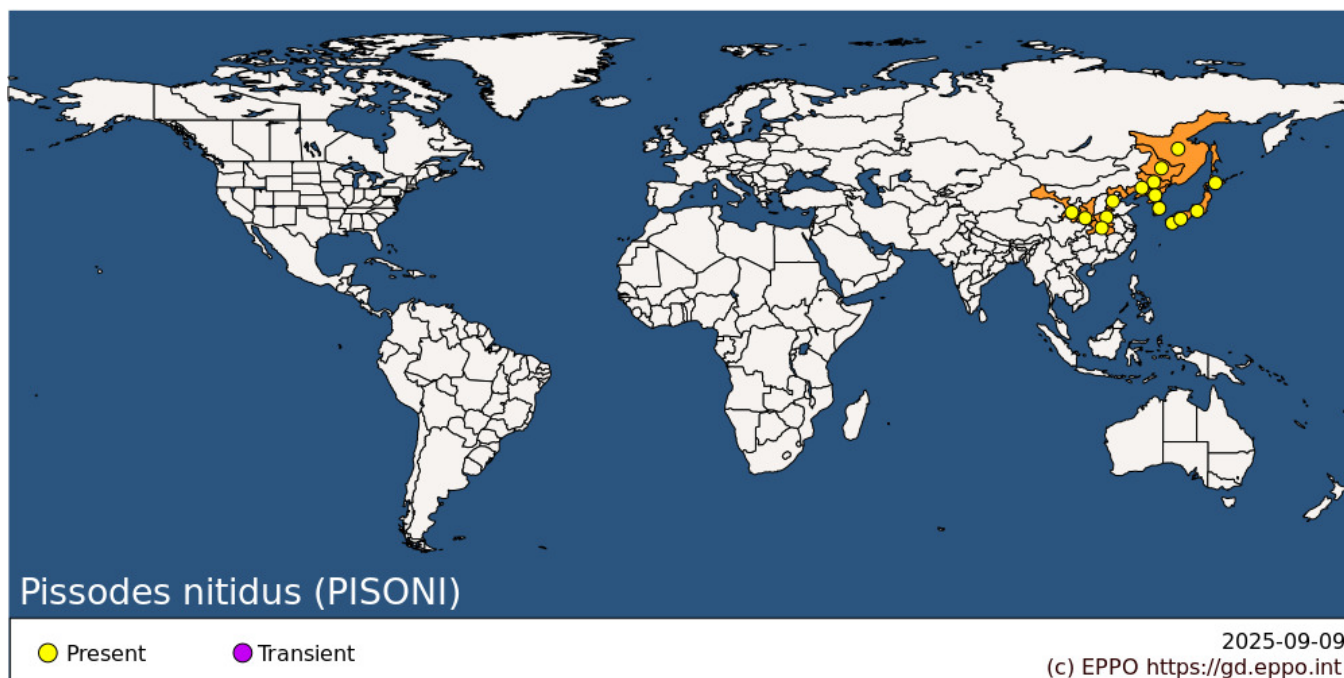 Pissodes nitidus (PISONI)
Present
Transient
2025-09-09
(c) EPPO https://gd.eppo.int